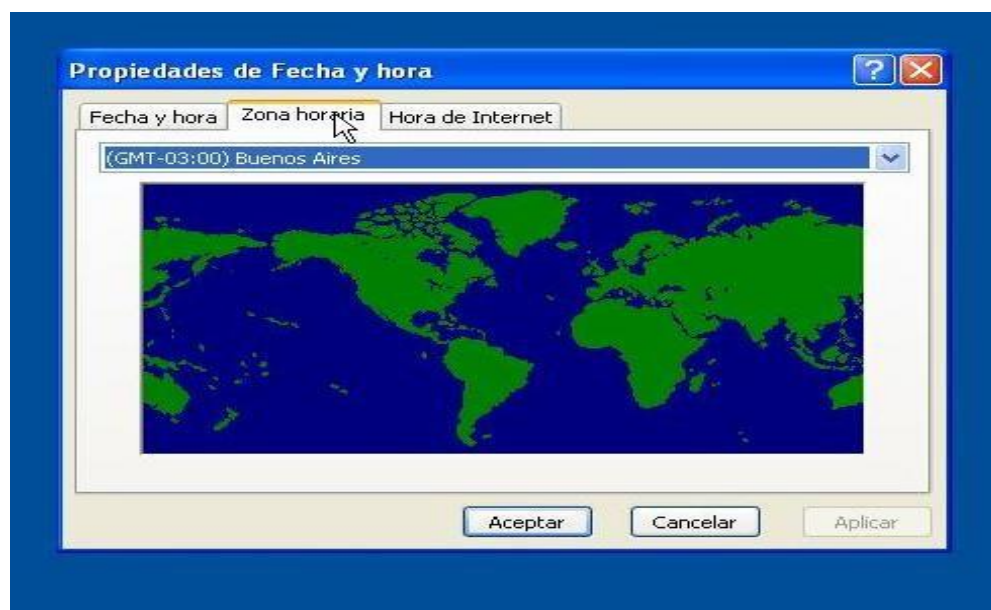 Propiedades de Fecha y hora
?
Fecha y hora Zona horaria Hora de Internet
(GMT-03:00) Buenos Aires
Aceptar Cancelar Aplicar